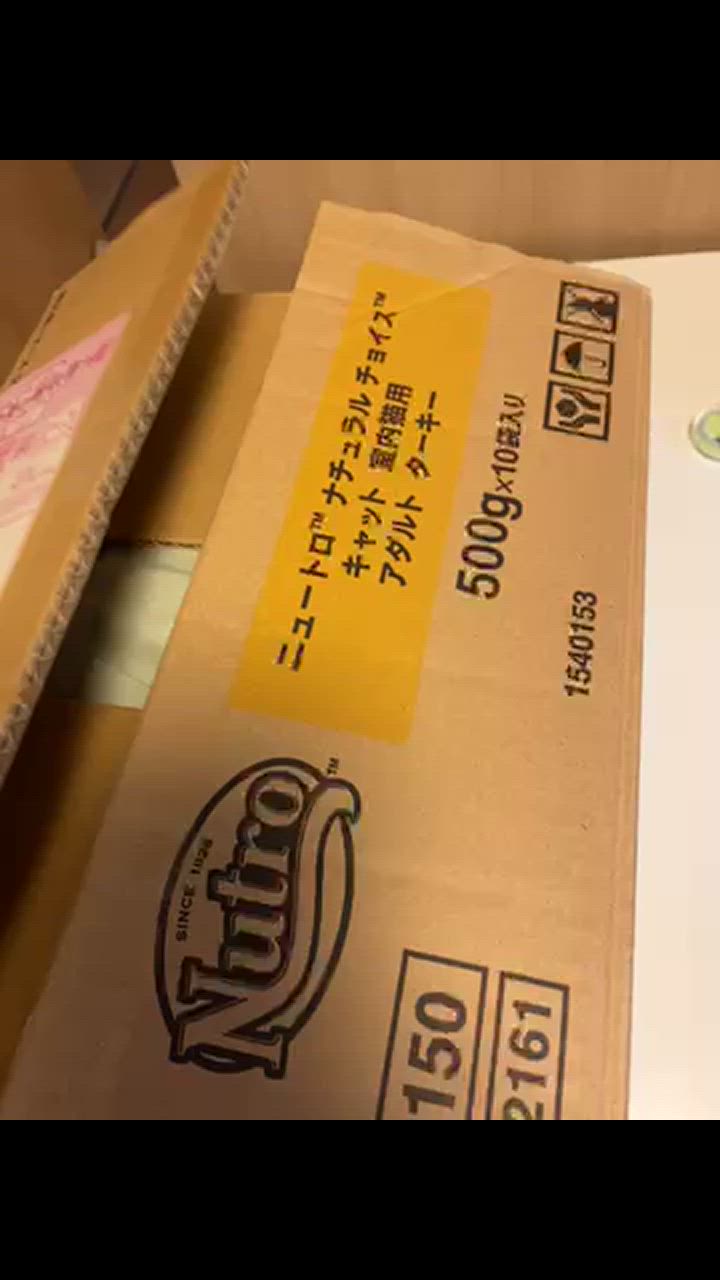 ニュートロ™ ナチュラル チョイス™
キャット 室内猫用
アダルト ターキー
500g×10袋入り
1540153
SINCE 1926
Nutro™
150
2161